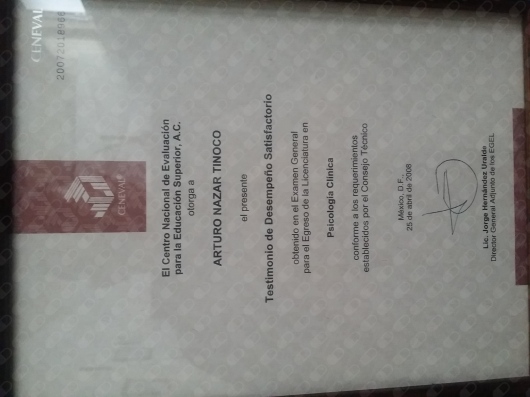 CENEVAL
CENEVAL
El Centro Nacional de Evaluación
para la Educación Superior, A.C.
otorga a
ARTURO NAZAR TINOCO
el presente
Testimonio de Desempeño Satisfactorio
obtenido en el Examen General
para el Egreso de la Licenciatura en
Psicología Clínica
conforme a los requerimientos
establecidos por el Consejo Técnico
México, D.F.,
25 de abril de 2008
Lic. Jorge Hernández Uralde
Director General Adjunto de los EGEL